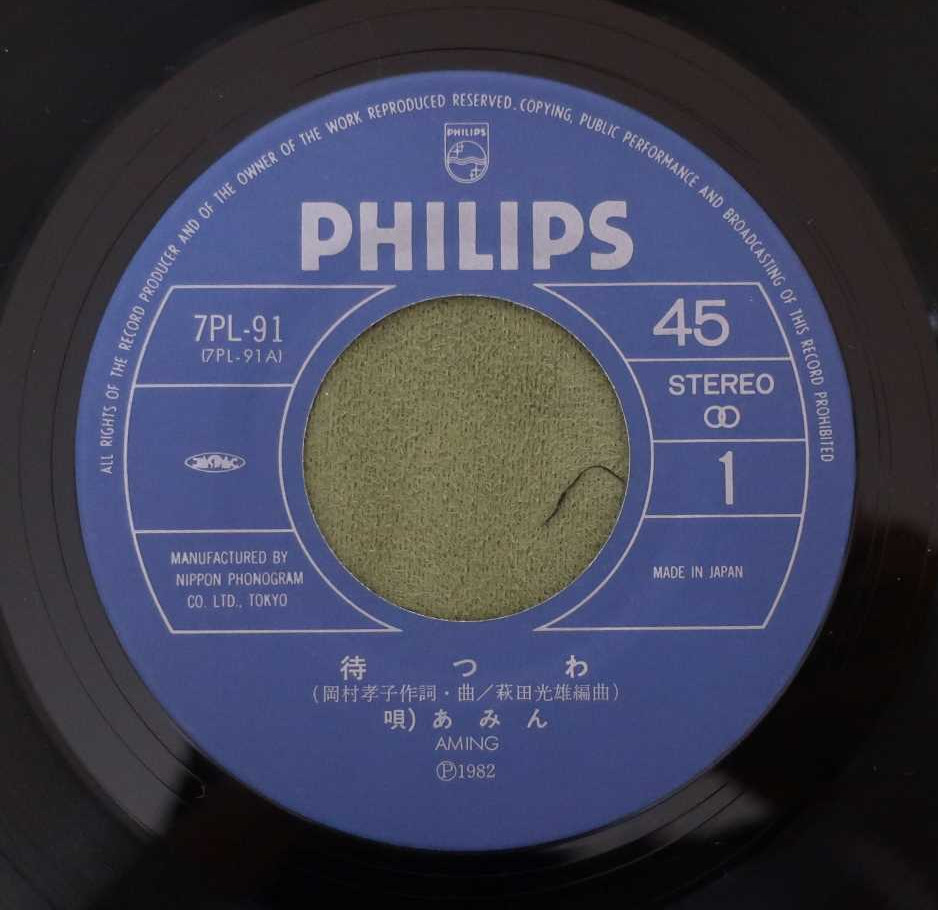 ALL RIGHTS OF THE RECORD PRODUCER AND OF THE OWNER OF THE WORK REPRODUCED RESERVED. COPYING, PUBLIC PERFORMANCE AND BROADCASTING OF THIS RECORD PROHIBITED
PHILIPS
PHILIPS
7PL-91
(7PL-91A)
45
STEREO
1
MANUFACTURED BY
NIPPON PHONOGRAM
CO. LTD., TOKYO
MADE IN JAPAN
待つわ
(岡村孝子作詞・曲/萩田光雄編曲)
唄)あみん
AMING
Ⓟ1982